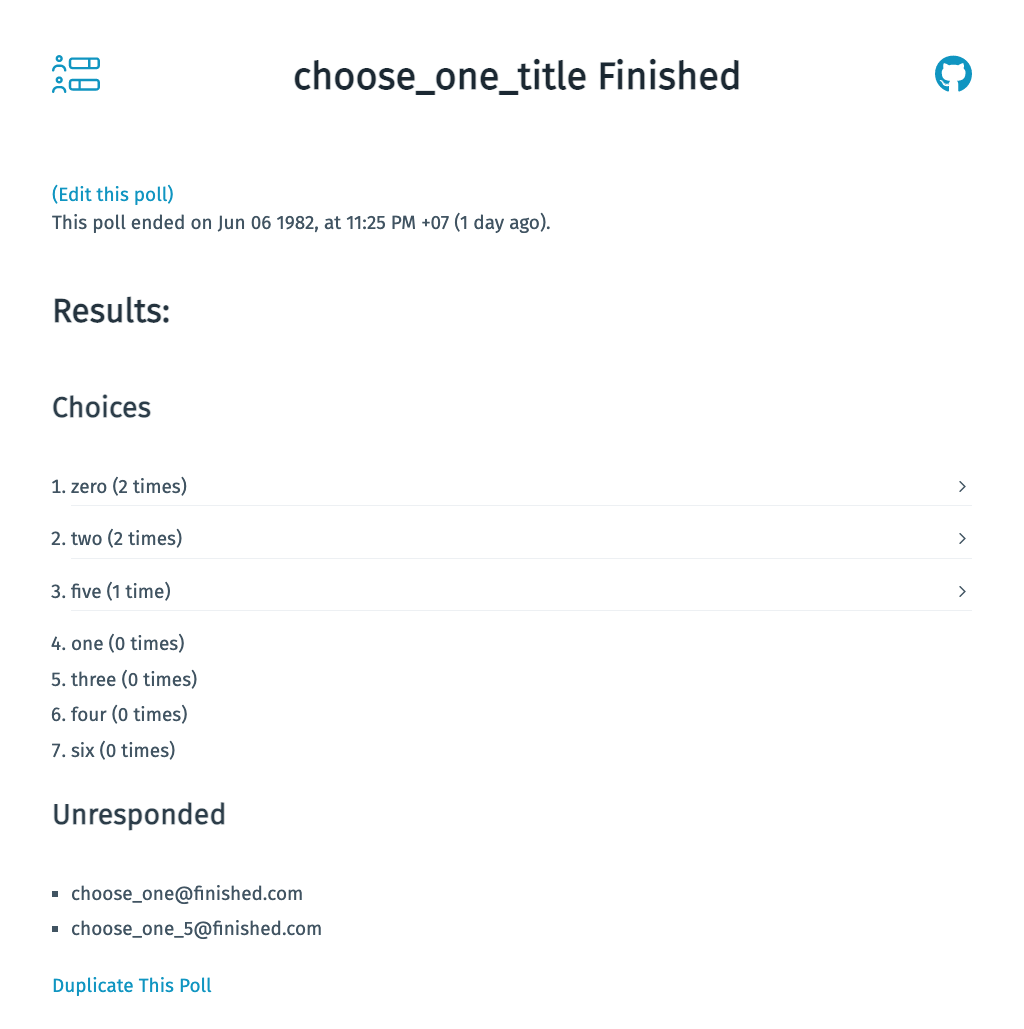 choose_one_title Finished
(Edit this poll)
This poll ended on Jun 06 1982, at 11:25 PM +07 (1 day ago).
Results:
Choices
1. zero (2 times)
2. two (2 times)
3. five (1 time)
4. one (0 times)
5. three (0 times)
6. four (0 times)
7. six (0 times)
Unresponded
▪ choose_one@finished.com
▪ choose_one_5@finished.com
Duplicate This Poll